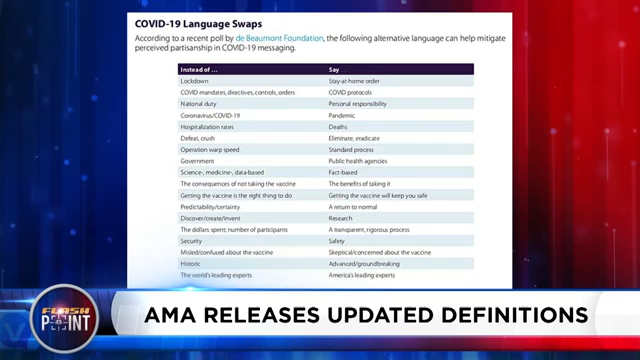 COVID-19 Language Swaps
According to a recent poll by de Beaumont Foundation, the following alternative language can help mitigate
perceived partisanship in COVID-19 messaging.
Instead of ... Say
Lockdown Stay-at-home order
COVID mandates, directives, controls, orders COVID protocols
National duty Personal responsibility
Coronavirus/COVID-19 Pandemic
Hospitalization rates Deaths
Defeat, crush Eliminate, eradicate
Operation warp speed Standard process
Government Public health agencies
Science-, medicine-, data-based Fact-based
The consequences of not taking the vaccine The benefits of taking it
Getting the vaccine is the right thing to do Getting the vaccine will keep you safe
Predictability/certainty A return to normal
Discover/create/invent Research
The dollars spent, number of participants A transparent, rigorous process
Security Safety
Misled/confused about the vaccine Skeptical/concerned about the vaccine
Historic Advanced/groundbreaking
The world's leading experts America's leading experts
FLASH
POINT
AMA RELEASES UPDATED DEFINITIONS